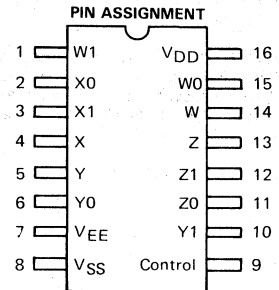 PIN ASSIGNMENT
1 W1 VDD 16
2 X0 W0 15
3 X1 W 14
4 X Z 13
5 Y Z1 12
6 Y0 Z0 11
7 VEE Y1 10
8 VSS Control 9